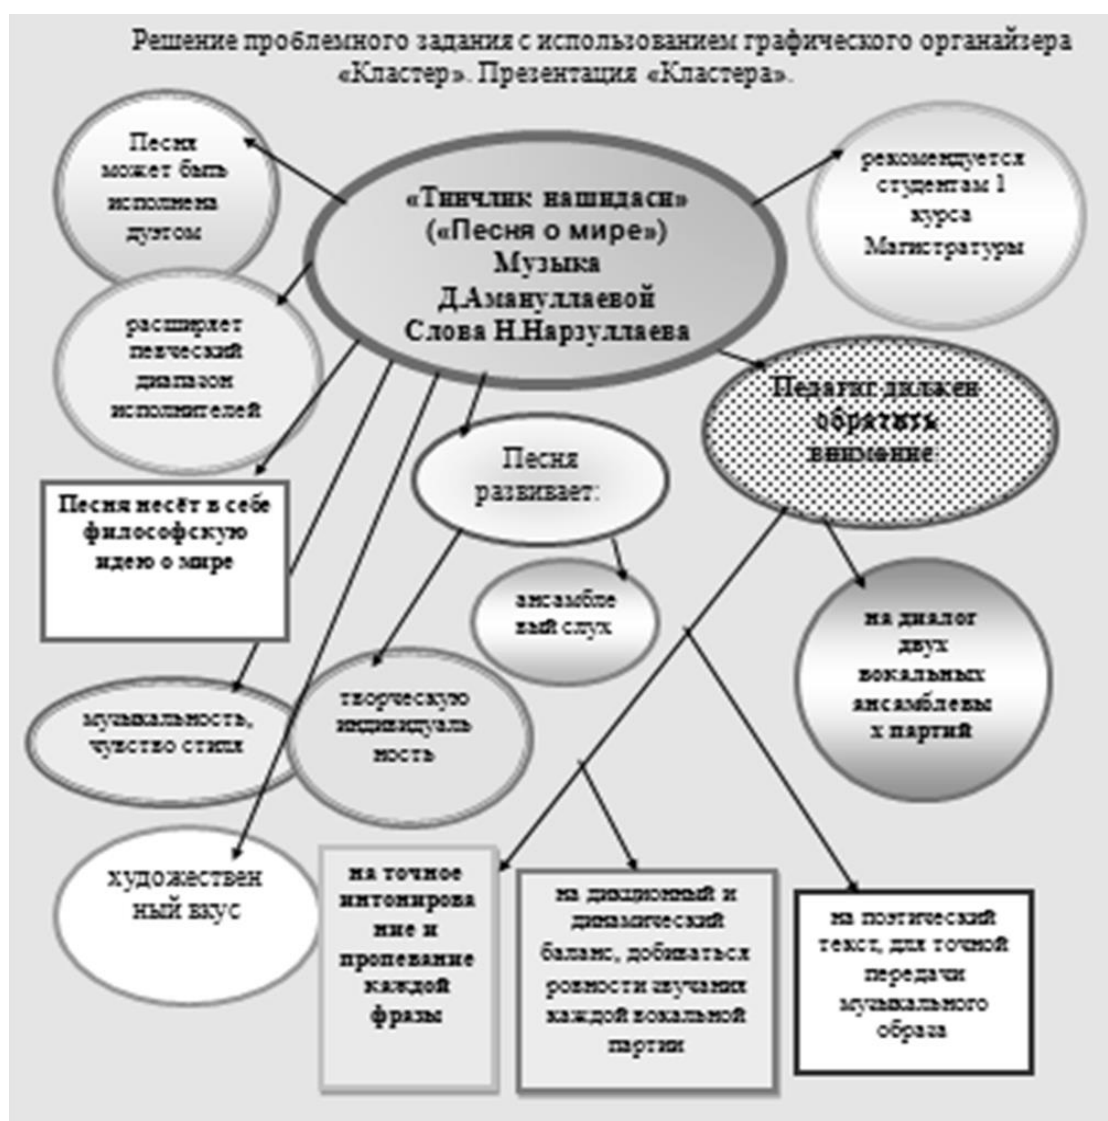 Решение проблемного задания с использованием графического органайзера
«Кластер». Презентация «Кластера».
Песня
может быть
исполнена
дуэтом
«Тинчлик нашидаси»
(«Песня о мире»)
Музыка
Д.Амануллаевой
Слова Н.Нарзуллаева
рекомендуется
студентам 1
курса
Магистратуры
расширяет
певческий
диапазон
исполнителей
Педагог должен
обратить
внимание:
Песня
развивает:
Песня несёт в себе
философскую
идею о мире
ансамбле
вый слух
на диалог
двух
вокальных
ансамблевы
х партий
музыкальность,
чувство стиля
творческую
индивидуаль
ность
художествен
ный вкус
на точное
интонирова
ние и
пропевание
каждой
фразы
на дикционный и
динамический
баланс, добиваться
ровности звучания
каждой вокальной
партии
на поэтический
текст, для точной
передачи
музыкального
образа